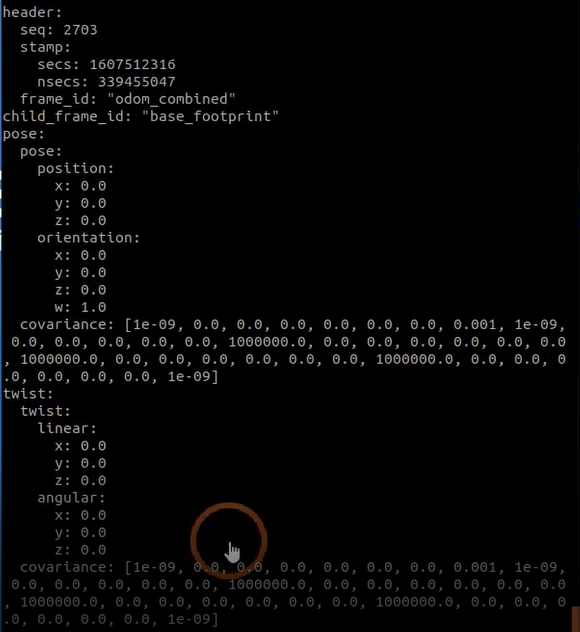 header:
  seq: 2703
  stamp:
    secs: 1607512316
    nsecs: 339455047
  frame_id: "odom_combined"
child_frame_id: "base_footprint"
pose:
  pose:
    position:
      x: 0.0
      y: 0.0
      z: 0.0
    orientation:
      x: 0.0
      y: 0.0
      z: 0.0
      w: 1.0
  covariance: [1e-09, 0.0, 0.0, 0.0, 0.0, 0.0, 0.0, 0.001, 1e-09,
 0.0, 0.0, 0.0, 0.0, 0.0, 1000000.0, 0.0, 0.0, 0.0, 0.0, 0.0, 0.0
, 1000000.0, 0.0, 0.0, 0.0, 0.0, 0.0, 0.0, 1000000.0, 0.0, 0.0, 0
.0, 0.0, 0.0, 0.0, 1e-09]
twist:
  twist:
    linear:
      x: 0.0
      y: 0.0
      z: 0.0
    angular:
      x: 0.0
      y: 0.0
      z: 0.0
  covariance: [1e-09, 0.0, 0.0, 0.0, 0.0, 0.0, 0.0, 0.001, 1e-09,
 0.0, 0.0, 0.0, 0.0, 0.0, 1000000.0, 0.0, 0.0, 0.0, 0.0, 0.0, 0.0
, 1000000.0, 0.0, 0.0, 0.0, 0.0, 0.0, 0.0, 1000000.0, 0.0, 0.0, 0
.0, 0.0, 0.0, 0.0, 1e-09]